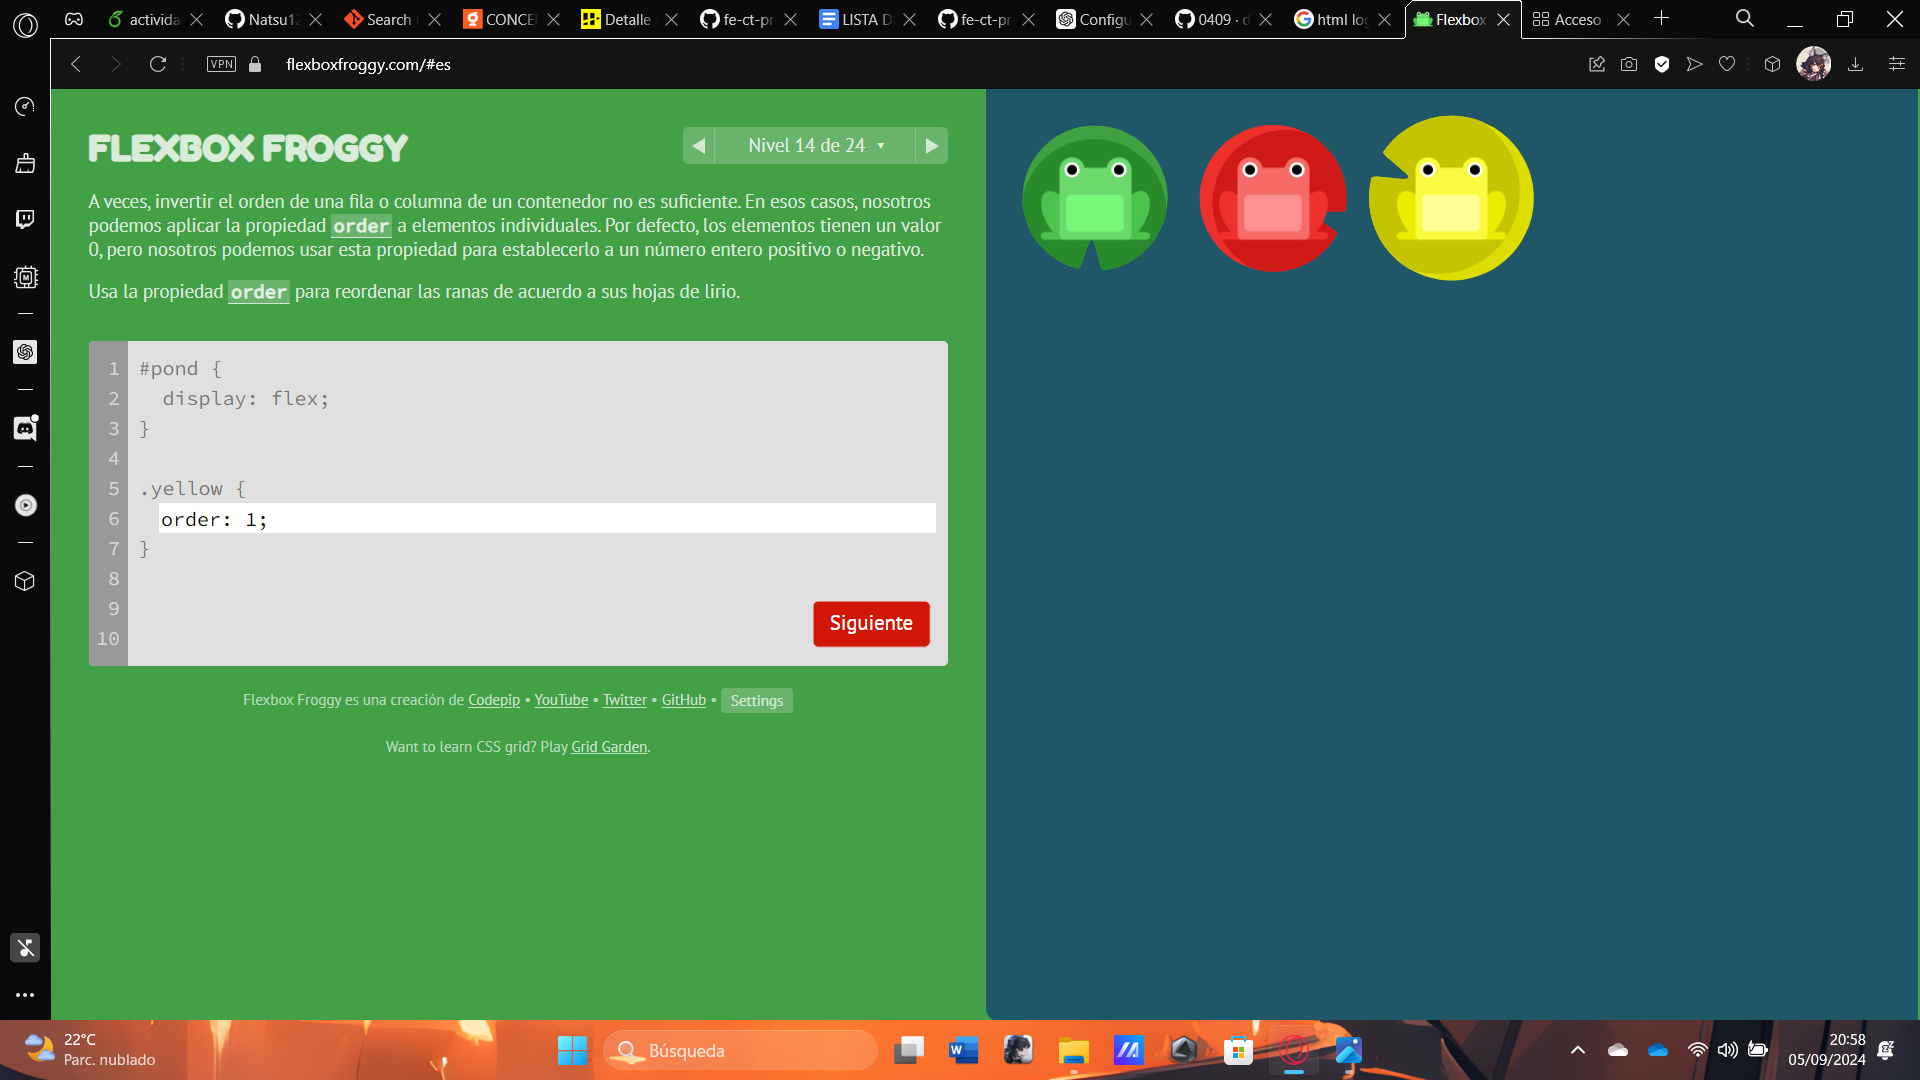 activida
Natsu12
Search
CONCE
Detalle
fe-ct-pr
LISTA D
fe-ct-pr
Configu
0409 · d
html log
Flexbox
Acceso
VPN
flexboxfroggy.com/#es
FLEXBOX FROGGY
Nivel 14 de 24
A veces, invertir el orden de una fila o columna de un contenedor no es suficiente. En esos casos, nosotros
podemos aplicar la propiedad order a elementos individuales. Por defecto, los elementos tienen un valor
0, pero nosotros podemos usar esta propiedad para establecerlo a un número entero positivo o negativo.
Usa la propiedad order para reordenar las ranas de acuerdo a sus hojas de lirio.
1 #pond {
2 display: flex;
3 }
4
5 .yellow {
6 order: 1;
7 }
8
9
10
Siguiente
Flexbox Froggy es una creación de Codepip • YouTube • Twitter • GitHub • Settings
Want to learn CSS grid? Play Grid Garden.
22°C
Parc. nublado
Búsqueda
20:58
05/09/2024